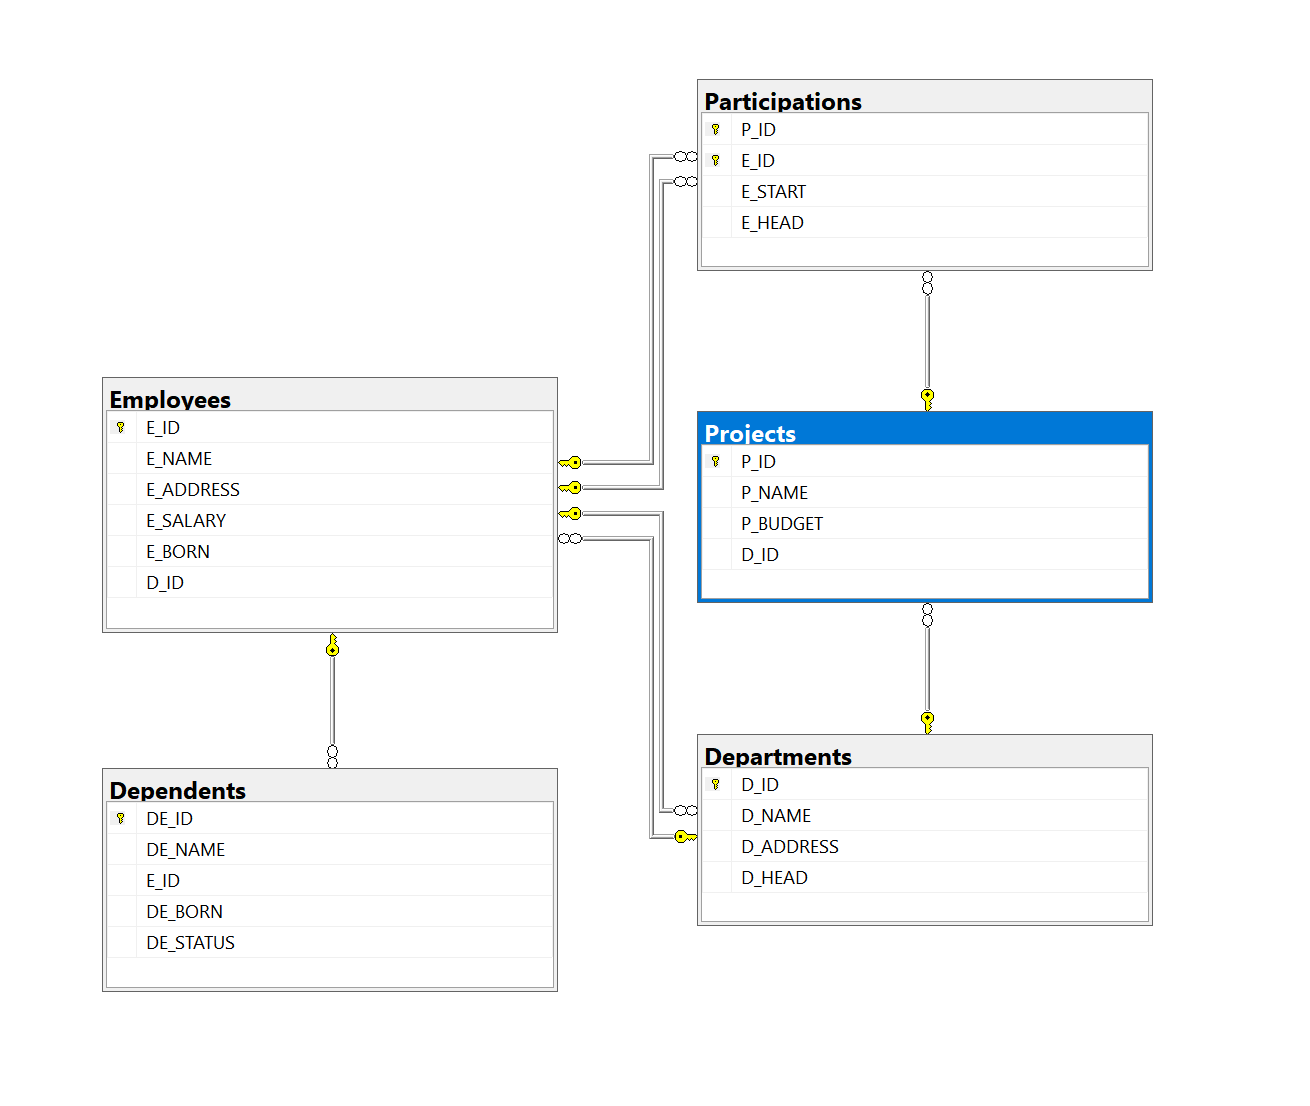 Participations
P_ID
E_ID
E_START
E_HEAD
Employees
E_ID
E_NAME
E_ADDRESS
E_SALARY
E_BORN
D_ID
Projects
P_ID
P_NAME
P_BUDGET
D_ID
Dependents
DE_ID
DE_NAME
E_ID
DE_BORN
DE_STATUS
Departments
D_ID
D_NAME
D_ADDRESS
D_HEAD